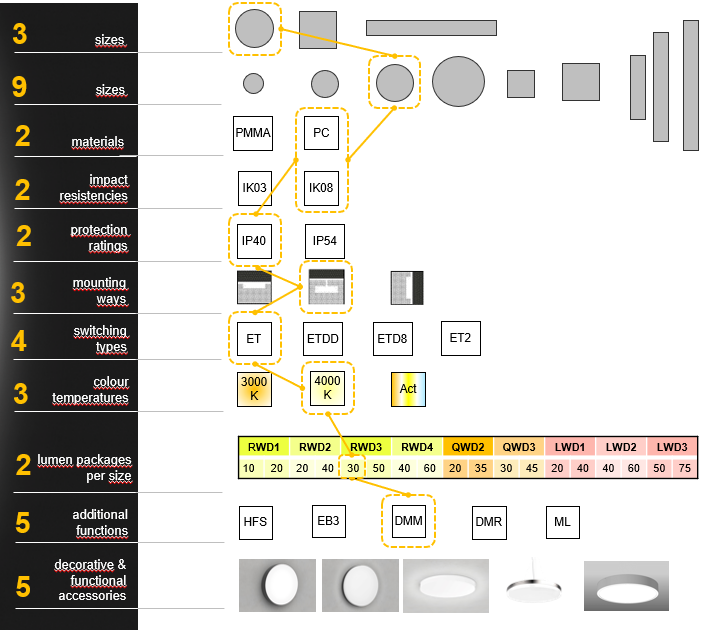 3 sizes
9 sizes
2 materials
PMMA PC
2 impact
resistencies
IK03 IK08
2 protection
ratings
IP40 IP54
3 mounting
ways
4 switching
types
ET ETDD ETD8 ET2
3 colour
temperatures
3000
K
4000
K
Act
2 lumen packages
per size
RWD1 RWD2 RWD3 RWD4 QWD2 QWD3 LWD1 LWD2 LWD3
10 20 20 40 30 50 40 60 20 35 30 45 20 40 40 60 50 75
5 additional
functions
HFS EB3 DMM DMR ML
5 decorative &
functional
accessories